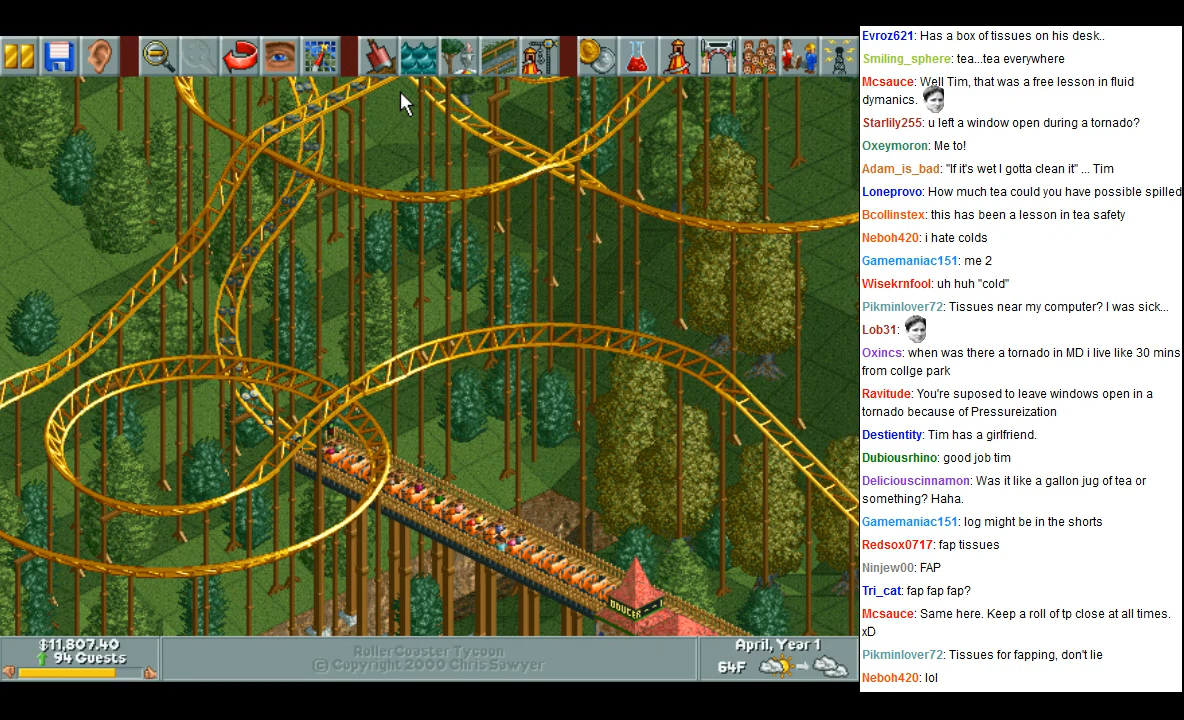 Evroz621: Has a box of tissues on his desk..
Smiling_sphere: tea...tea everywhere
Mcsauce: Well Tim, that was a free lesson in fluid
dymanics.
Starlily255: u left a window open during a tornado?
Oxeymoron: Me to!
Adam_is_bad: "If it's wet I gotta clean it" ... Tim
Loneprovo: How much tea could you have possible spilled
Bcollinstex: this has been a lesson in tea safety
Neboh420: i hate colds
Gamemaniac151: me 2
Wisekrnfool: uh huh "cold"
Pikminlover72: Tissues near my computer? I was sick...
Lob31:
Oxincs: when was there a tornado in MD i live like 30 mins
from collge park
Ravitude: You're suposed to leave windows open in a
tornado because of Pressureization
Destientity: Tim has a girlfriend.
Dubiousrhino: good job tim
Deliciouscinnamon: Was it like a gallon jug of tea or
something? Haha.
Gamemaniac151: log might be in the shorts
Redsox0717: fap tissues
Ninjew00: FAP
Tri_cat: fap fap fap?
Mcsauce: Same here. Keep a roll of tp close at all times.
xD
Pikminlover72: Tissues for fapping, don't lie
Neboh420: lol
$11,807.40
94 Guests
RollerCoaster Tycoon
© Copyright 2000 Chris Sawyer
April, Year 1
64F